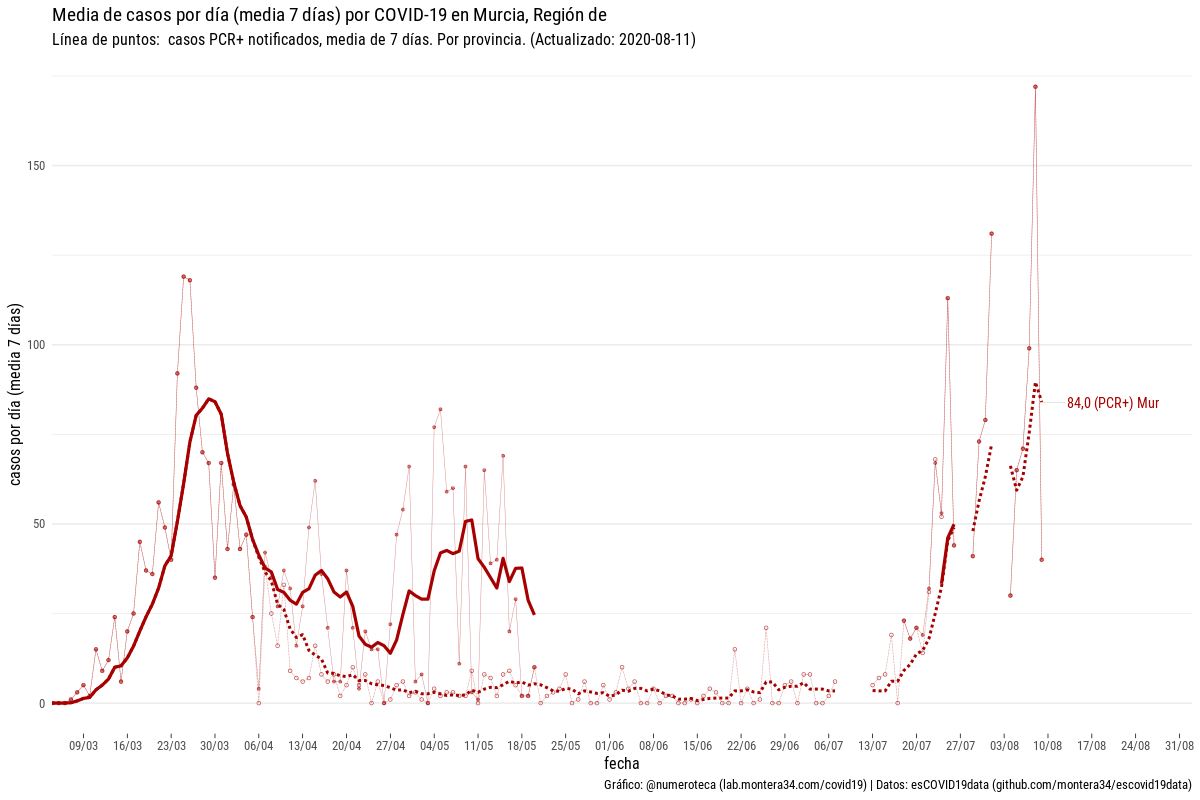 Media de casos por día (media 7 días) por COVID-19 en Murcia, Región de
Línea de puntos:  casos PCR+ notificados, media de 7 días. Por provincia. (Actualizado: 2020-08-11)
casos por día (media 7 días)
150
100
50
0
84,0 (PCR+) Mur
09/03 16/03 23/03 30/03 06/04 13/04 20/04 27/04 04/05 11/05 18/05 25/05 01/06 08/06 15/06 22/06 29/06 06/07 13/07 20/07 27/07 03/08 10/08 17/08 24/08 31/08
fecha
Gráfico: @numeroteca (lab.montera34.com/covid19) | Datos: esCOVID19data (github.com/montera34/escovid19data)